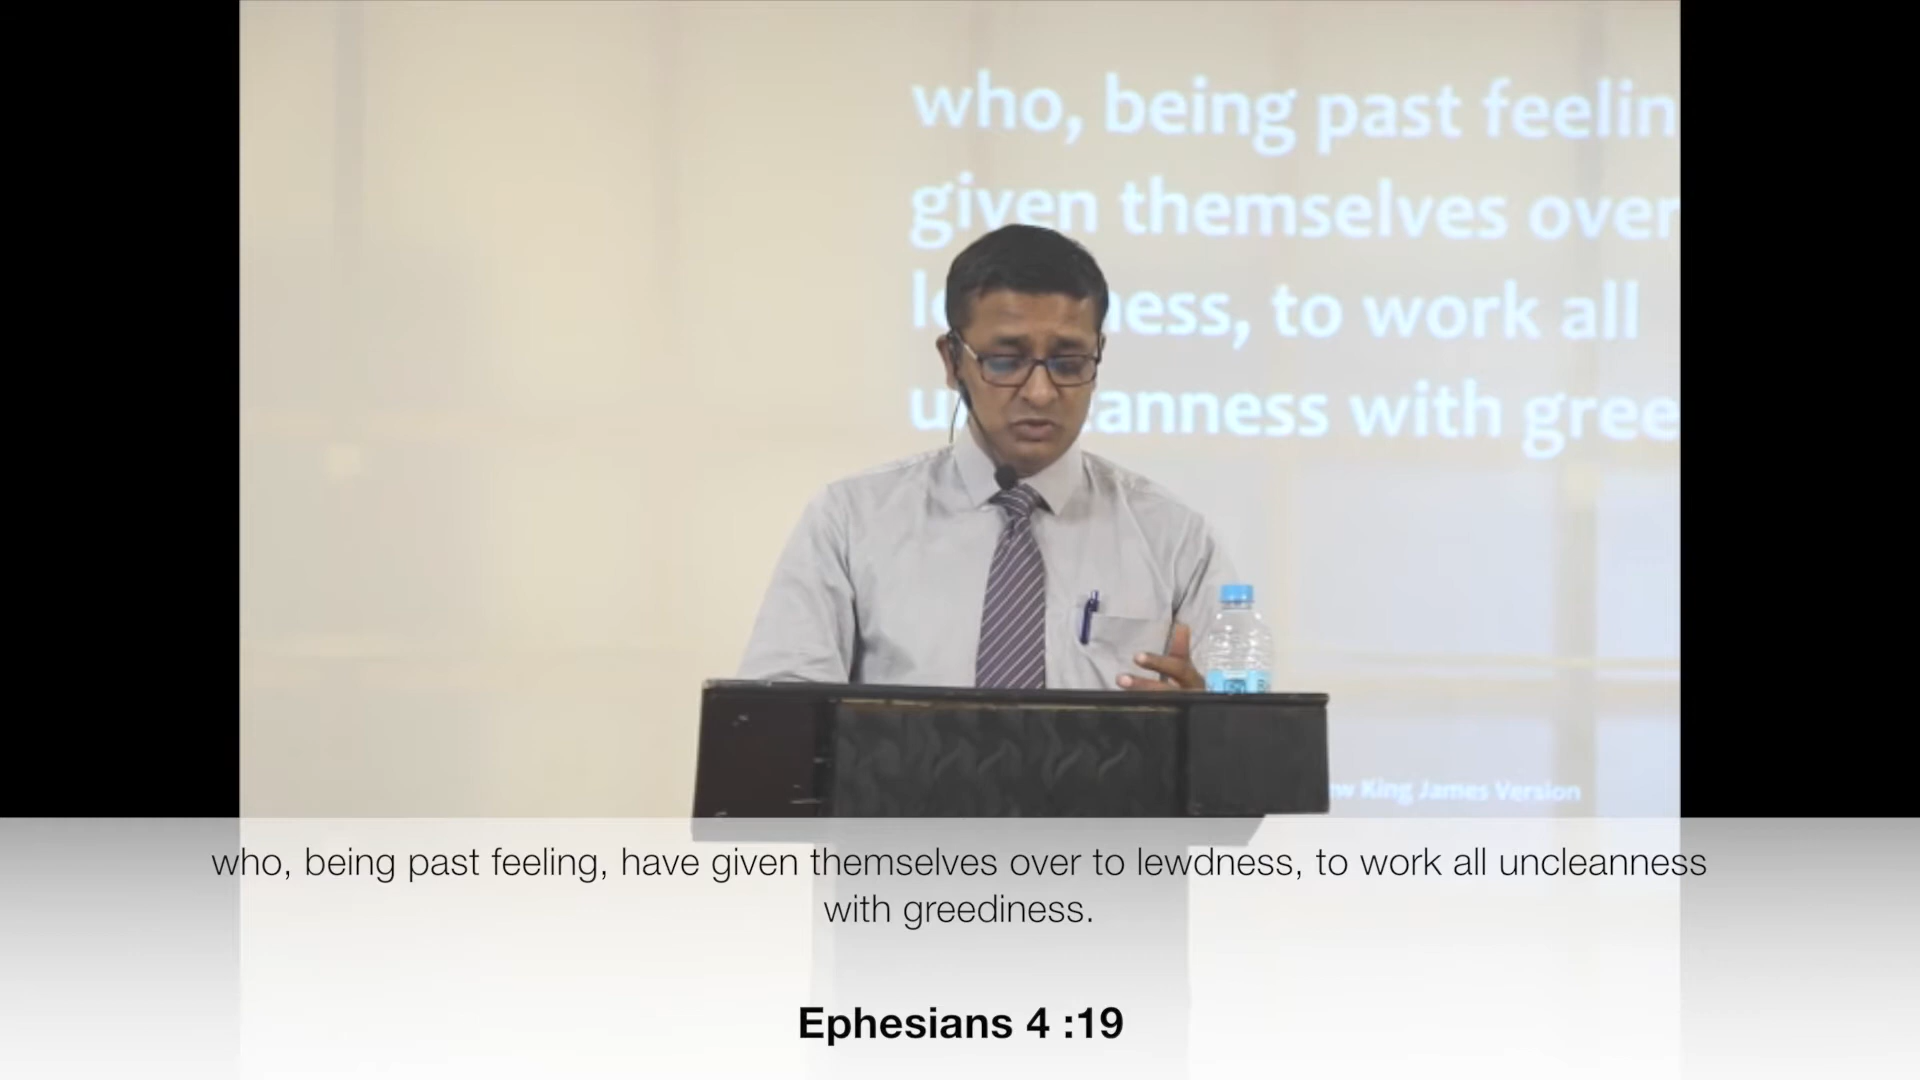 who, being past feelin
given themselves over
ness, to work all
with gree
New King James Version
who, being past feeling, have given themselves over to lewdness, to work all uncleanness
with greediness.
Ephesians 4 :19